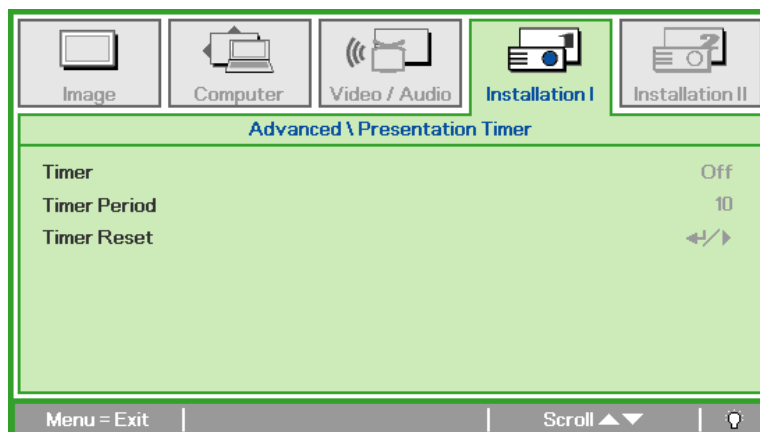 Image Computer Video / Audio Installation I Installation II
Advanced \ Presentation Timer
Timer Off
Timer Period 10
Timer Reset ↵/▶
Menu = Exit Scroll ▲▼